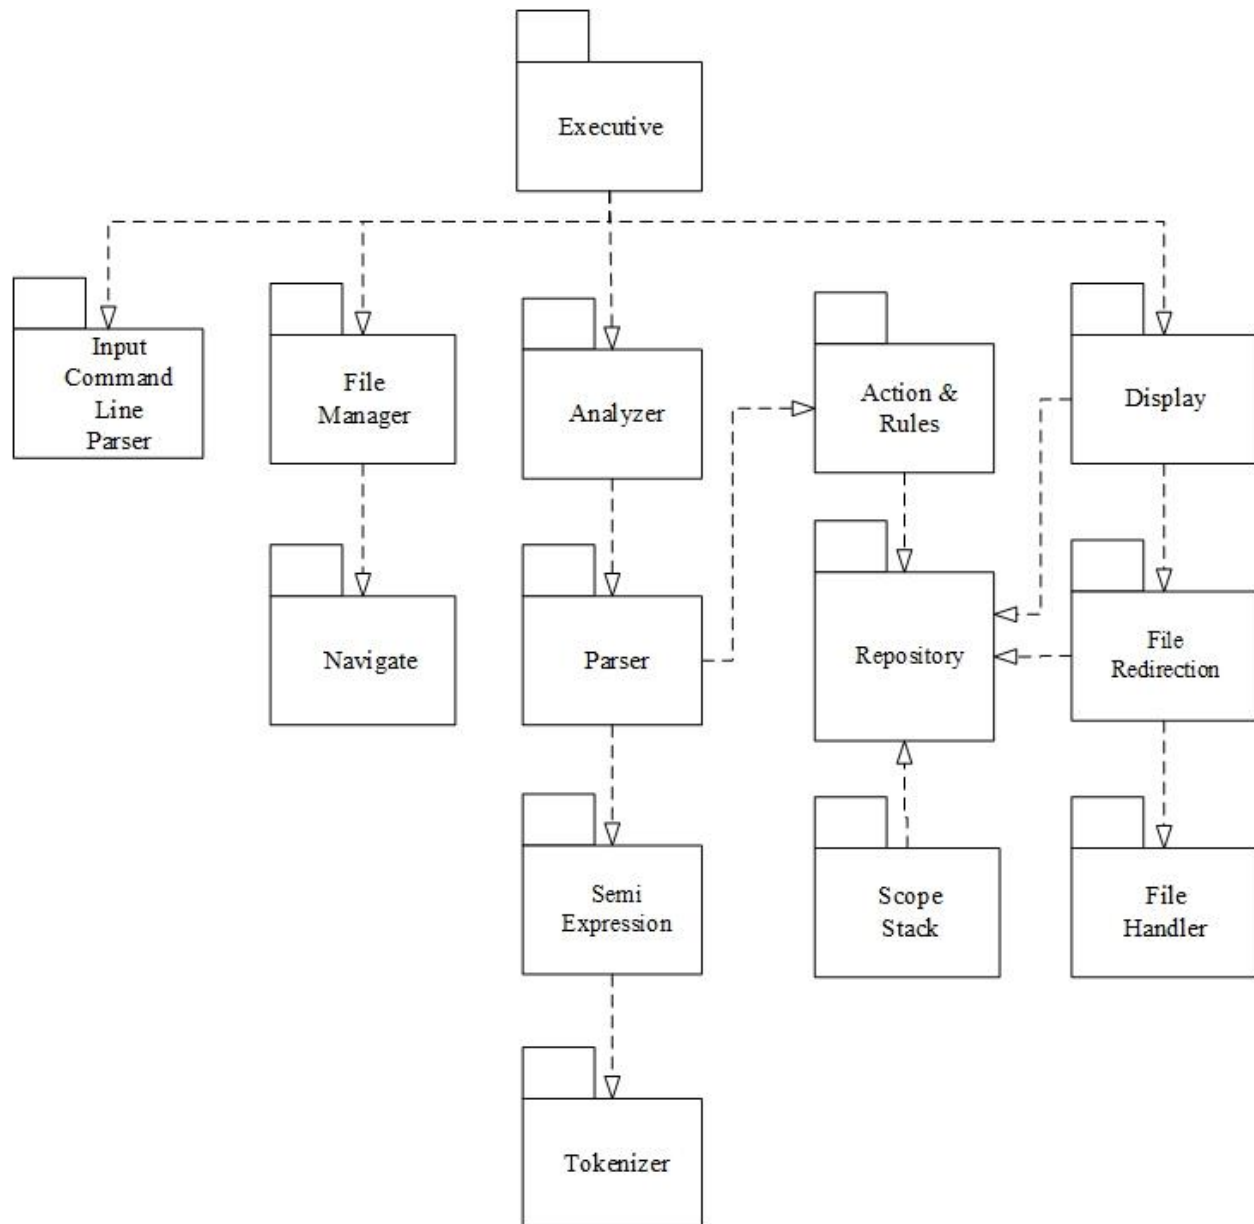 Executive
Input
Command
Line
Parser
File
Manager
Analyzer
Action &
Rules
Display
Navigate
Parser
Repository
File
Redirection
Semi
Expression
Scope
Stack
File
Handler
Tokenizer